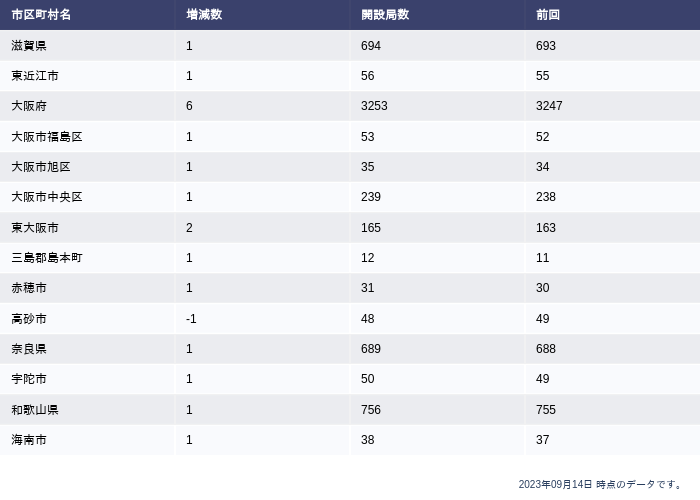 市区町村名 増減数 開設局数 前回
滋賀県 1 694 693
東近江市 1 56 55
大阪府 6 3253 3247
大阪市福島区 1 53 52
大阪市旭区 1 35 34
大阪市中央区 1 239 238
東大阪市 2 165 163
三島郡島本町 1 12 11
赤穂市 1 31 30
高砂市 -1 48 49
奈良県 1 689 688
宇陀市 1 50 49
和歌山県 1 756 755
海南市 1 38 37
2023年09月14日 時点のデータです。